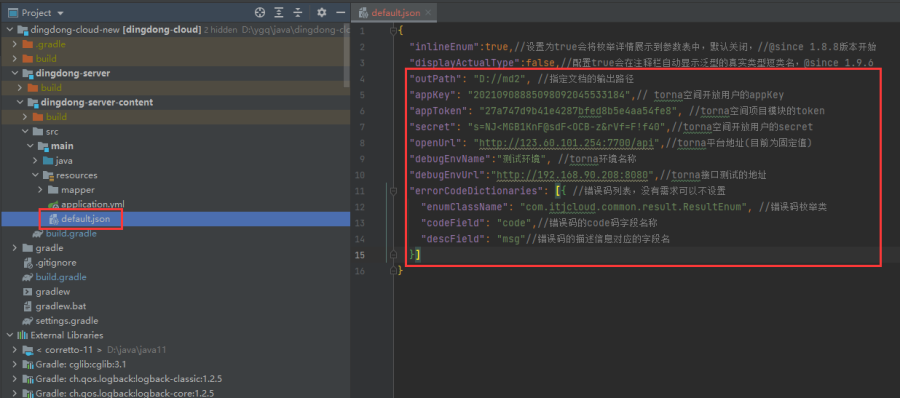 Project
dingdong-cloud-new [dingdong-cloud] 2 hidden D:\ygq\java\dingdong
.gradle
build
dingdong-server
build
dingdong-server-content
build
src
main
java
resources
mapper
application.yml
default.json
build.gradle
gradle
.gitignore
build.gradle
gradlew
gradlew.bat
settings.gradle
External Libraries
< corretto-11 > D:\java\java11
Gradle: cglib:cglib:3.1
Gradle: ch.qos.logback:logback-classic:1.2.5
Gradle: ch.qos.logback:logback-core:1.2.5
default.json
1 {
2 "inlineEnum":true,//设置为true会将枚举详情展示到参数表中，默认关闭，//@since 1.8.8版本开始
3 "displayActualType":false,//配置true会在注释栏自动显示泛型的真实类型短类名，@since 1.9.6
4 "outPath": "D://md2", //指定文档的输出路径
5 "appKey": "20210908885098092045533184",// torna空间开放用户的appKey
6 "appToken": "27a747d9b41e4287bfed8b5e4aa54fe8", //torna空间项目模块的token
7 "secret": "s=NJ<MGB1KnF@sdF<OCB-z&rVf=F!f40",//torna空间开放用户的secret
8 "openUrl": "http://123.60.101.254:7700/api",//torna平台地址(目前为固定值)
9 "debugEnvName":"测试环境", //torna环境名称
10 "debugEnvUrl":"http://192.168.90.208:8080",//torna接口测试的地址
11 "errorCodeDictionaries": [{ //错误码列表，没有需求可以不设置
12 "enumClassName": "com.itjcloud.common.result.ResultEnum", //错误码枚举类
13 "codeField": "code",//错误码的code码字段名称
14 "descField": "msg"//错误码的描述信息对应的字段名
15 }]
16 }